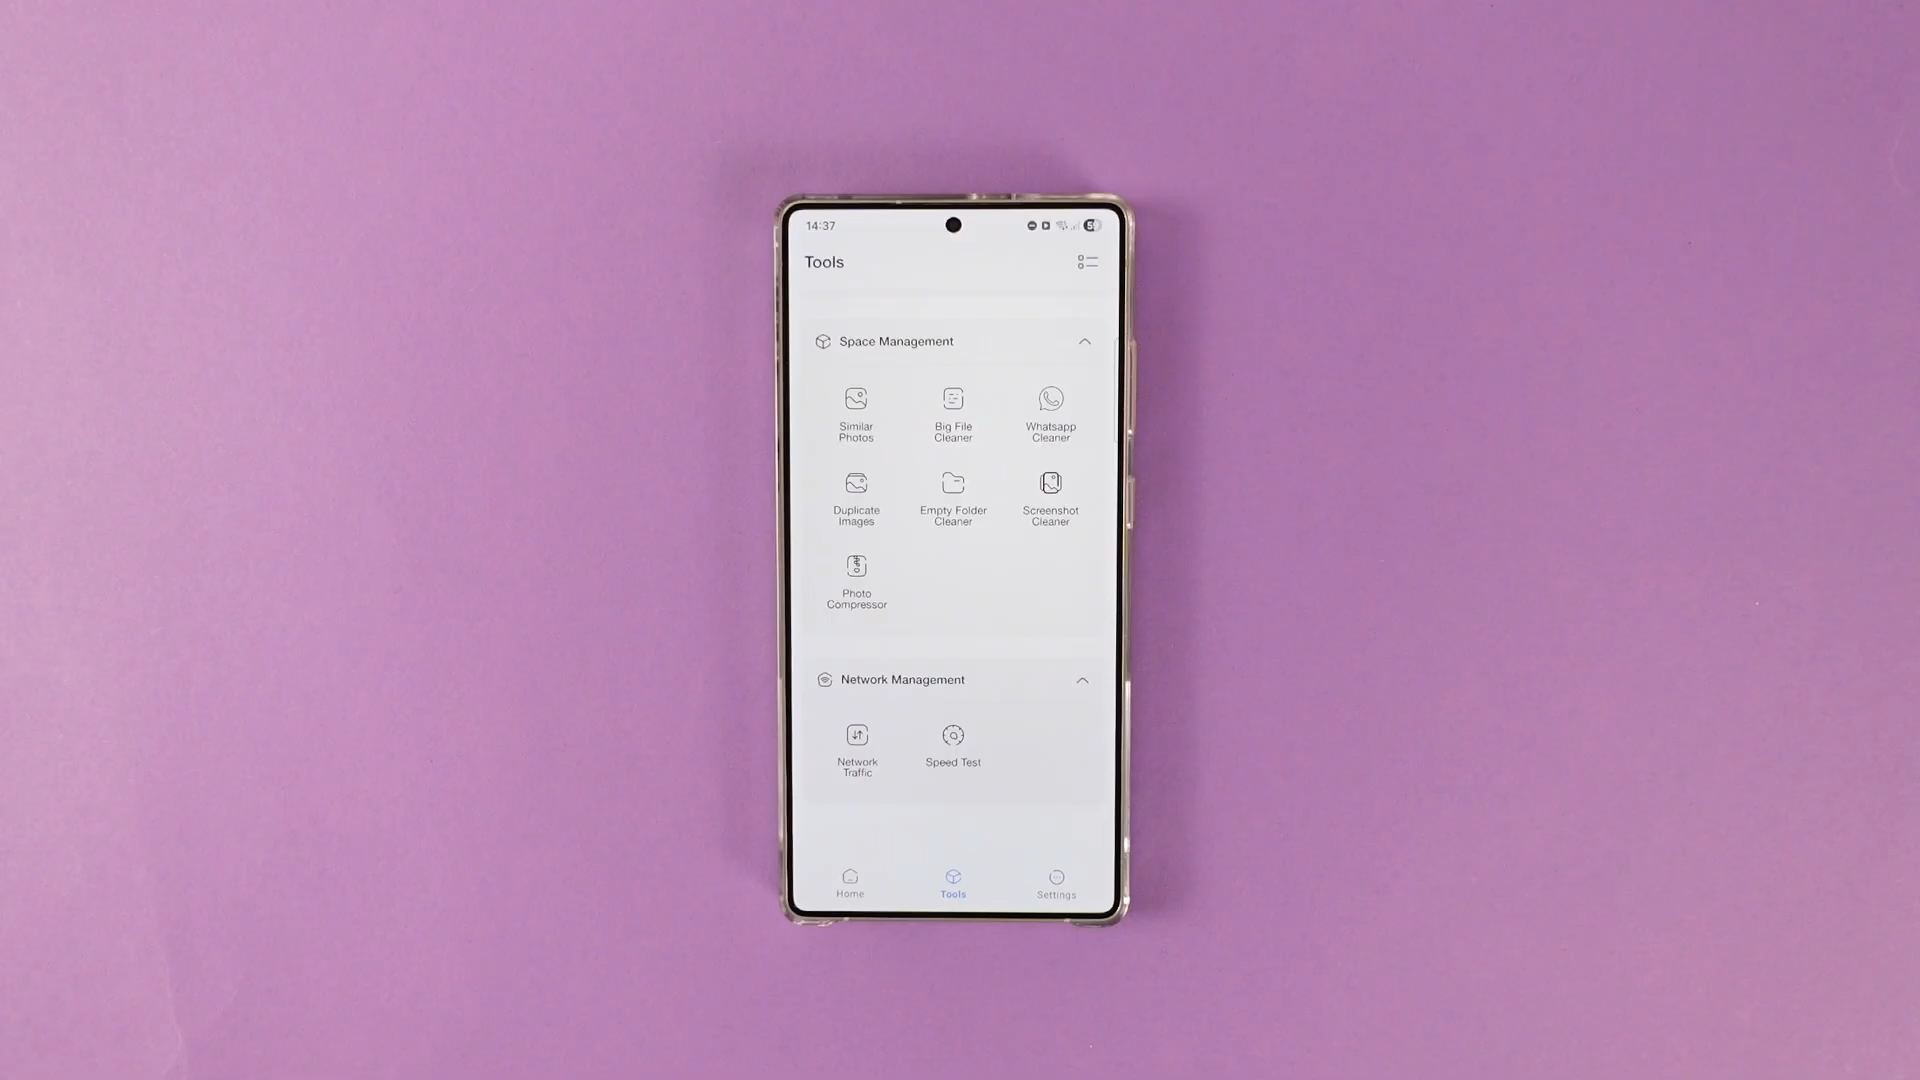 14:37
Tools
Space Management
Similar
Photos
Big File
Cleaner
Whatsapp
Cleaner
Duplicate
Images
Empty Folder
Cleaner
Screenshot
Cleaner
Photo
Compressor
Network Management
Network
Traffic
Speed Test
Home
Tools
Settings